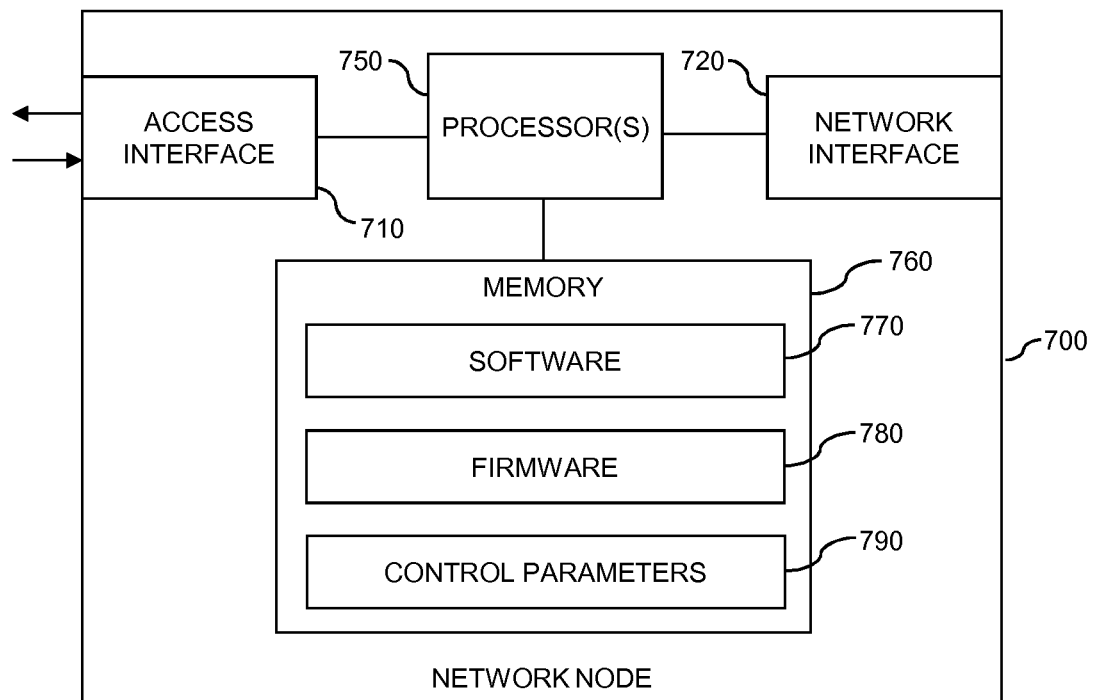 750
720
ACCESS
INTERFACE
PROCESSOR(S)
NETWORK
INTERFACE
710
MEMORY
760
SOFTWARE
770
700
FIRMWARE
780
CONTROL PARAMETERS
790
NETWORK NODE